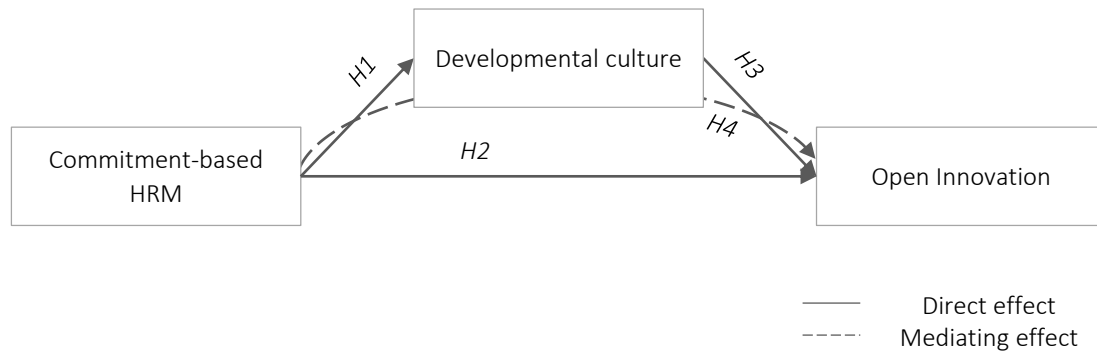 Developmental culture
H1
H3
H4
H2
Commitment-based
HRM
Open Innovation
Direct effect
Mediating effect